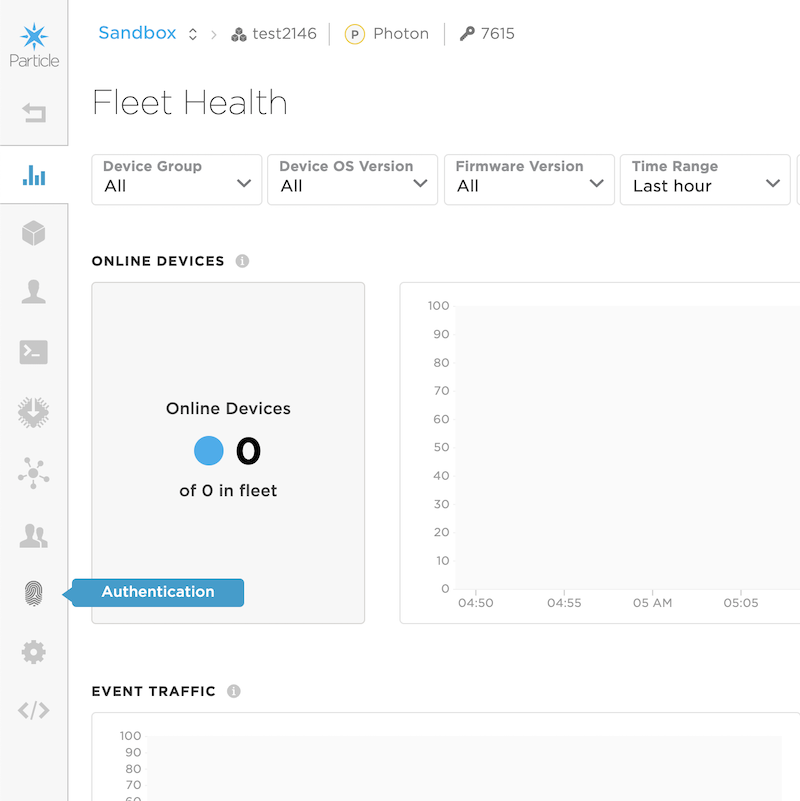 Particle
Sandbox test2146 Photon 7615
Fleet Health
Device Group
All
Device OS Version
All
Firmware Version
All
Time Range
Last hour
ONLINE DEVICES
Online Devices
0
of 0 in fleet
100
90
80
70
60
50
40
30
20
10
0
04:50 04:55 05 AM 05:05
Authentication
EVENT TRAFFIC
100
90
80
70
60